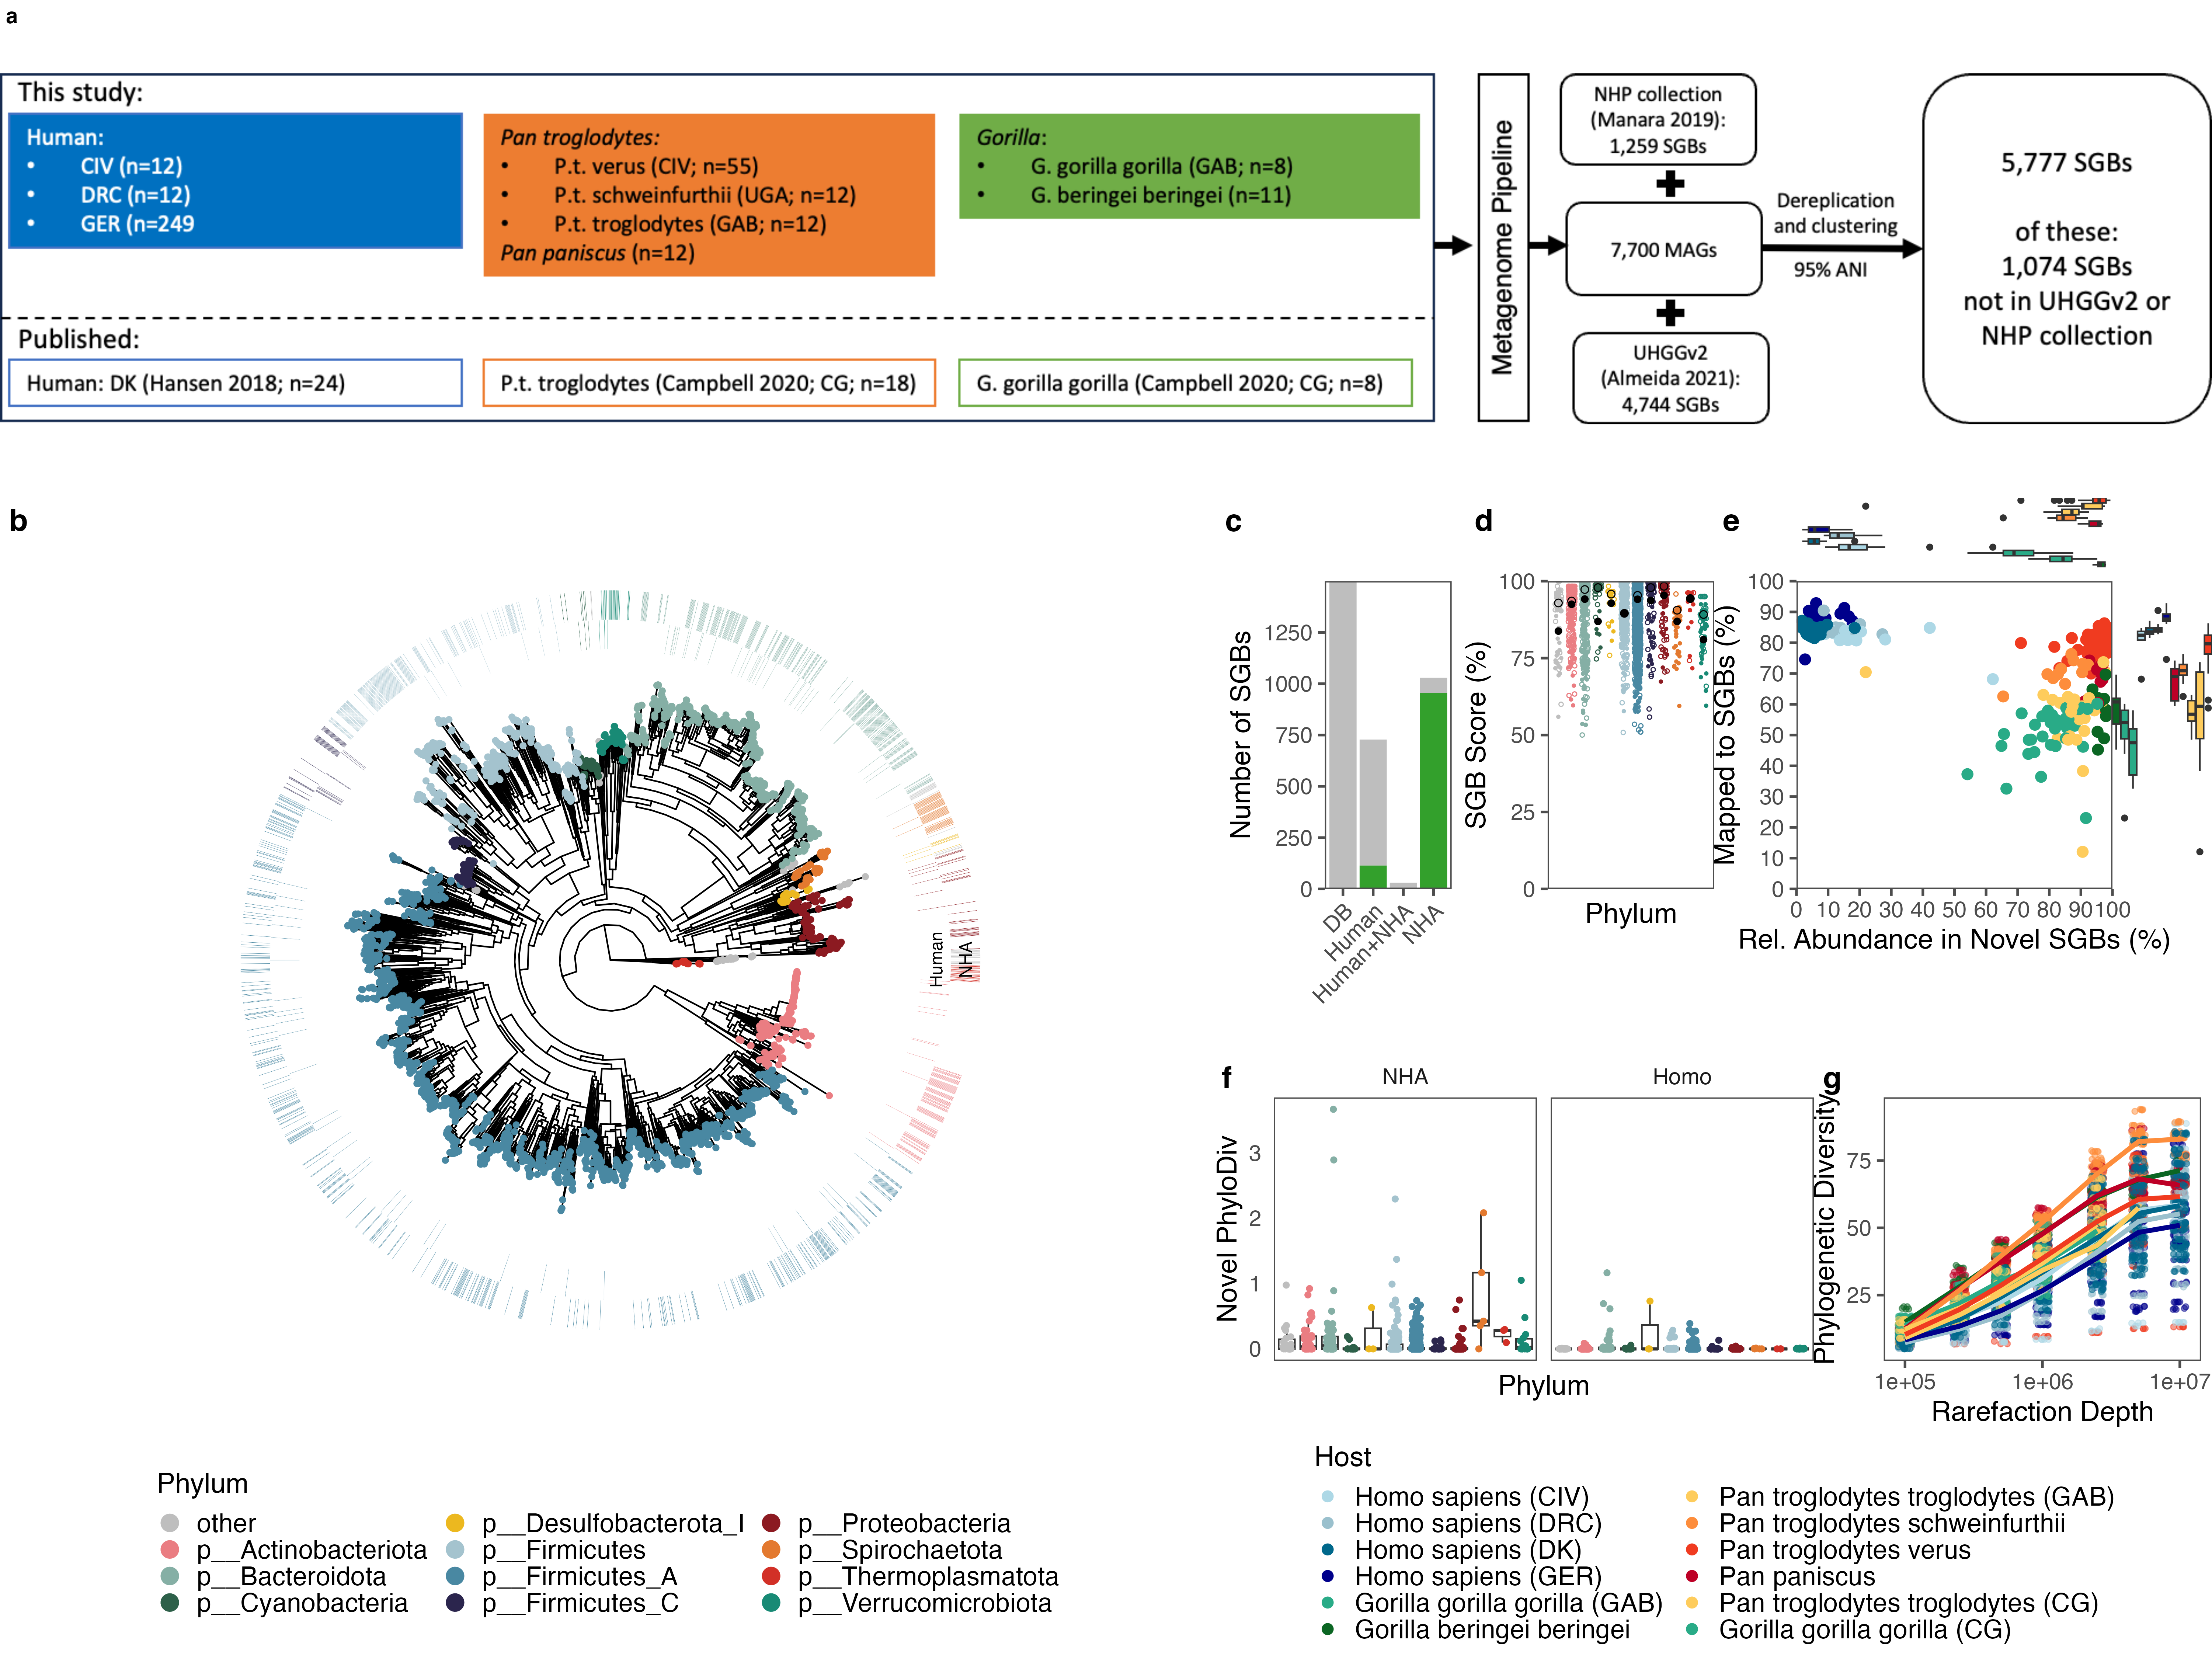 a
This study:
Human:
• CIV (n=12)
• DRC (n=12)
• GER (n=249
Pan troglodytes:
• P.t. verus (CIV; n=55)
• P.t. schweinfurthii (UGA; n=12)
• P.t. troglodytes (GAB; n=12)
Pan paniscus (n=12)
Gorilla:
• G. gorilla gorilla (GAB; n=8)
• G. beringei beringei (n=11)
Published:
Human: DK (Hansen 2018; n=24)
P.t. troglodytes (Campbell 2020; CG; n=18)
G. gorilla gorilla (Campbell 2020; CG; n=8)
Metagenome Pipeline
NHP collection
(Manara 2019):
1,259 SGBs
7,700 MAGs
UHGGv2
(Almeida 2021):
4,744 SGBs
Dereplication
and clustering
95% ANI
5,777 SGBs
of these:
1,074 SGBs
not in UHGGv2 or
NHP collection
b
Human
NHA
Phylum
other
p__Actinobacteriota
p__Bacteroidota
p__Cyanobacteria
p__Desulfobacterota_I
p__Firmicutes
p__Firmicutes_A
p__Firmicutes_C
p__Proteobacteria
p__Spirochaetota
p__Thermoplasmatota
p__Verrucomicrobiota
c
Number of SGBs
1250
1000
750
500
250
0
DB
Human
Human+NHA
NHA
d
SGB Score (%)
100
75
50
25
0
Phylum
e
Mapped to SGBs (%)
100
90
80
70
60
50
40
30
20
10
0
0 10 20 30 40 50 60 70 80 90 100
Rel. Abundance in Novel SGBs (%)
f
NHA
Homo
Novel PhyloDiv
3
2
1
0
Phylum
g
Phylogenetic Diversity
75
50
25
1e+05 1e+06 1e+07
Rarefaction Depth
Host
Homo sapiens (CIV)
Homo sapiens (DRC)
Homo sapiens (DK)
Homo sapiens (GER)
Gorilla gorilla gorilla (GAB)
Gorilla beringei beringei
Pan troglodytes troglodytes (GAB)
Pan troglodytes schweinfurthii
Pan troglodytes verus
Pan paniscus
Pan troglodytes troglodytes (CG)
Gorilla gorilla gorilla (CG)